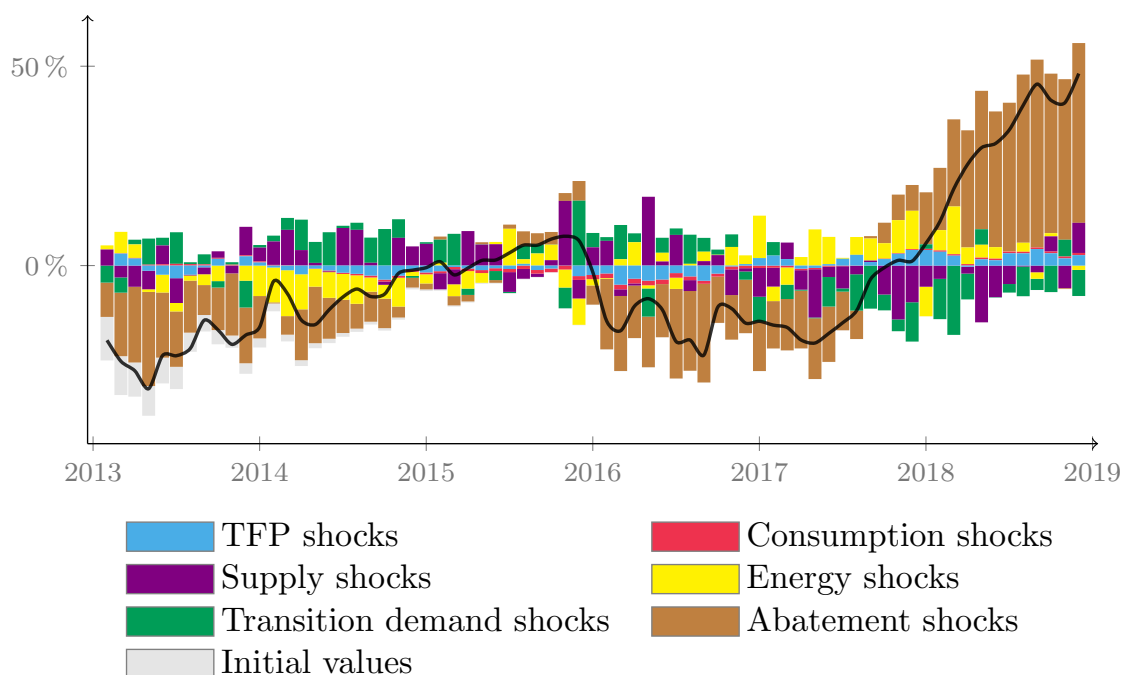 50 %
0 %
2013 2014 2015 2016 2017 2018 2019
TFP shocks Consumption shocks
Supply shocks Energy shocks
Transition demand shocks Abatement shocks
Initial values